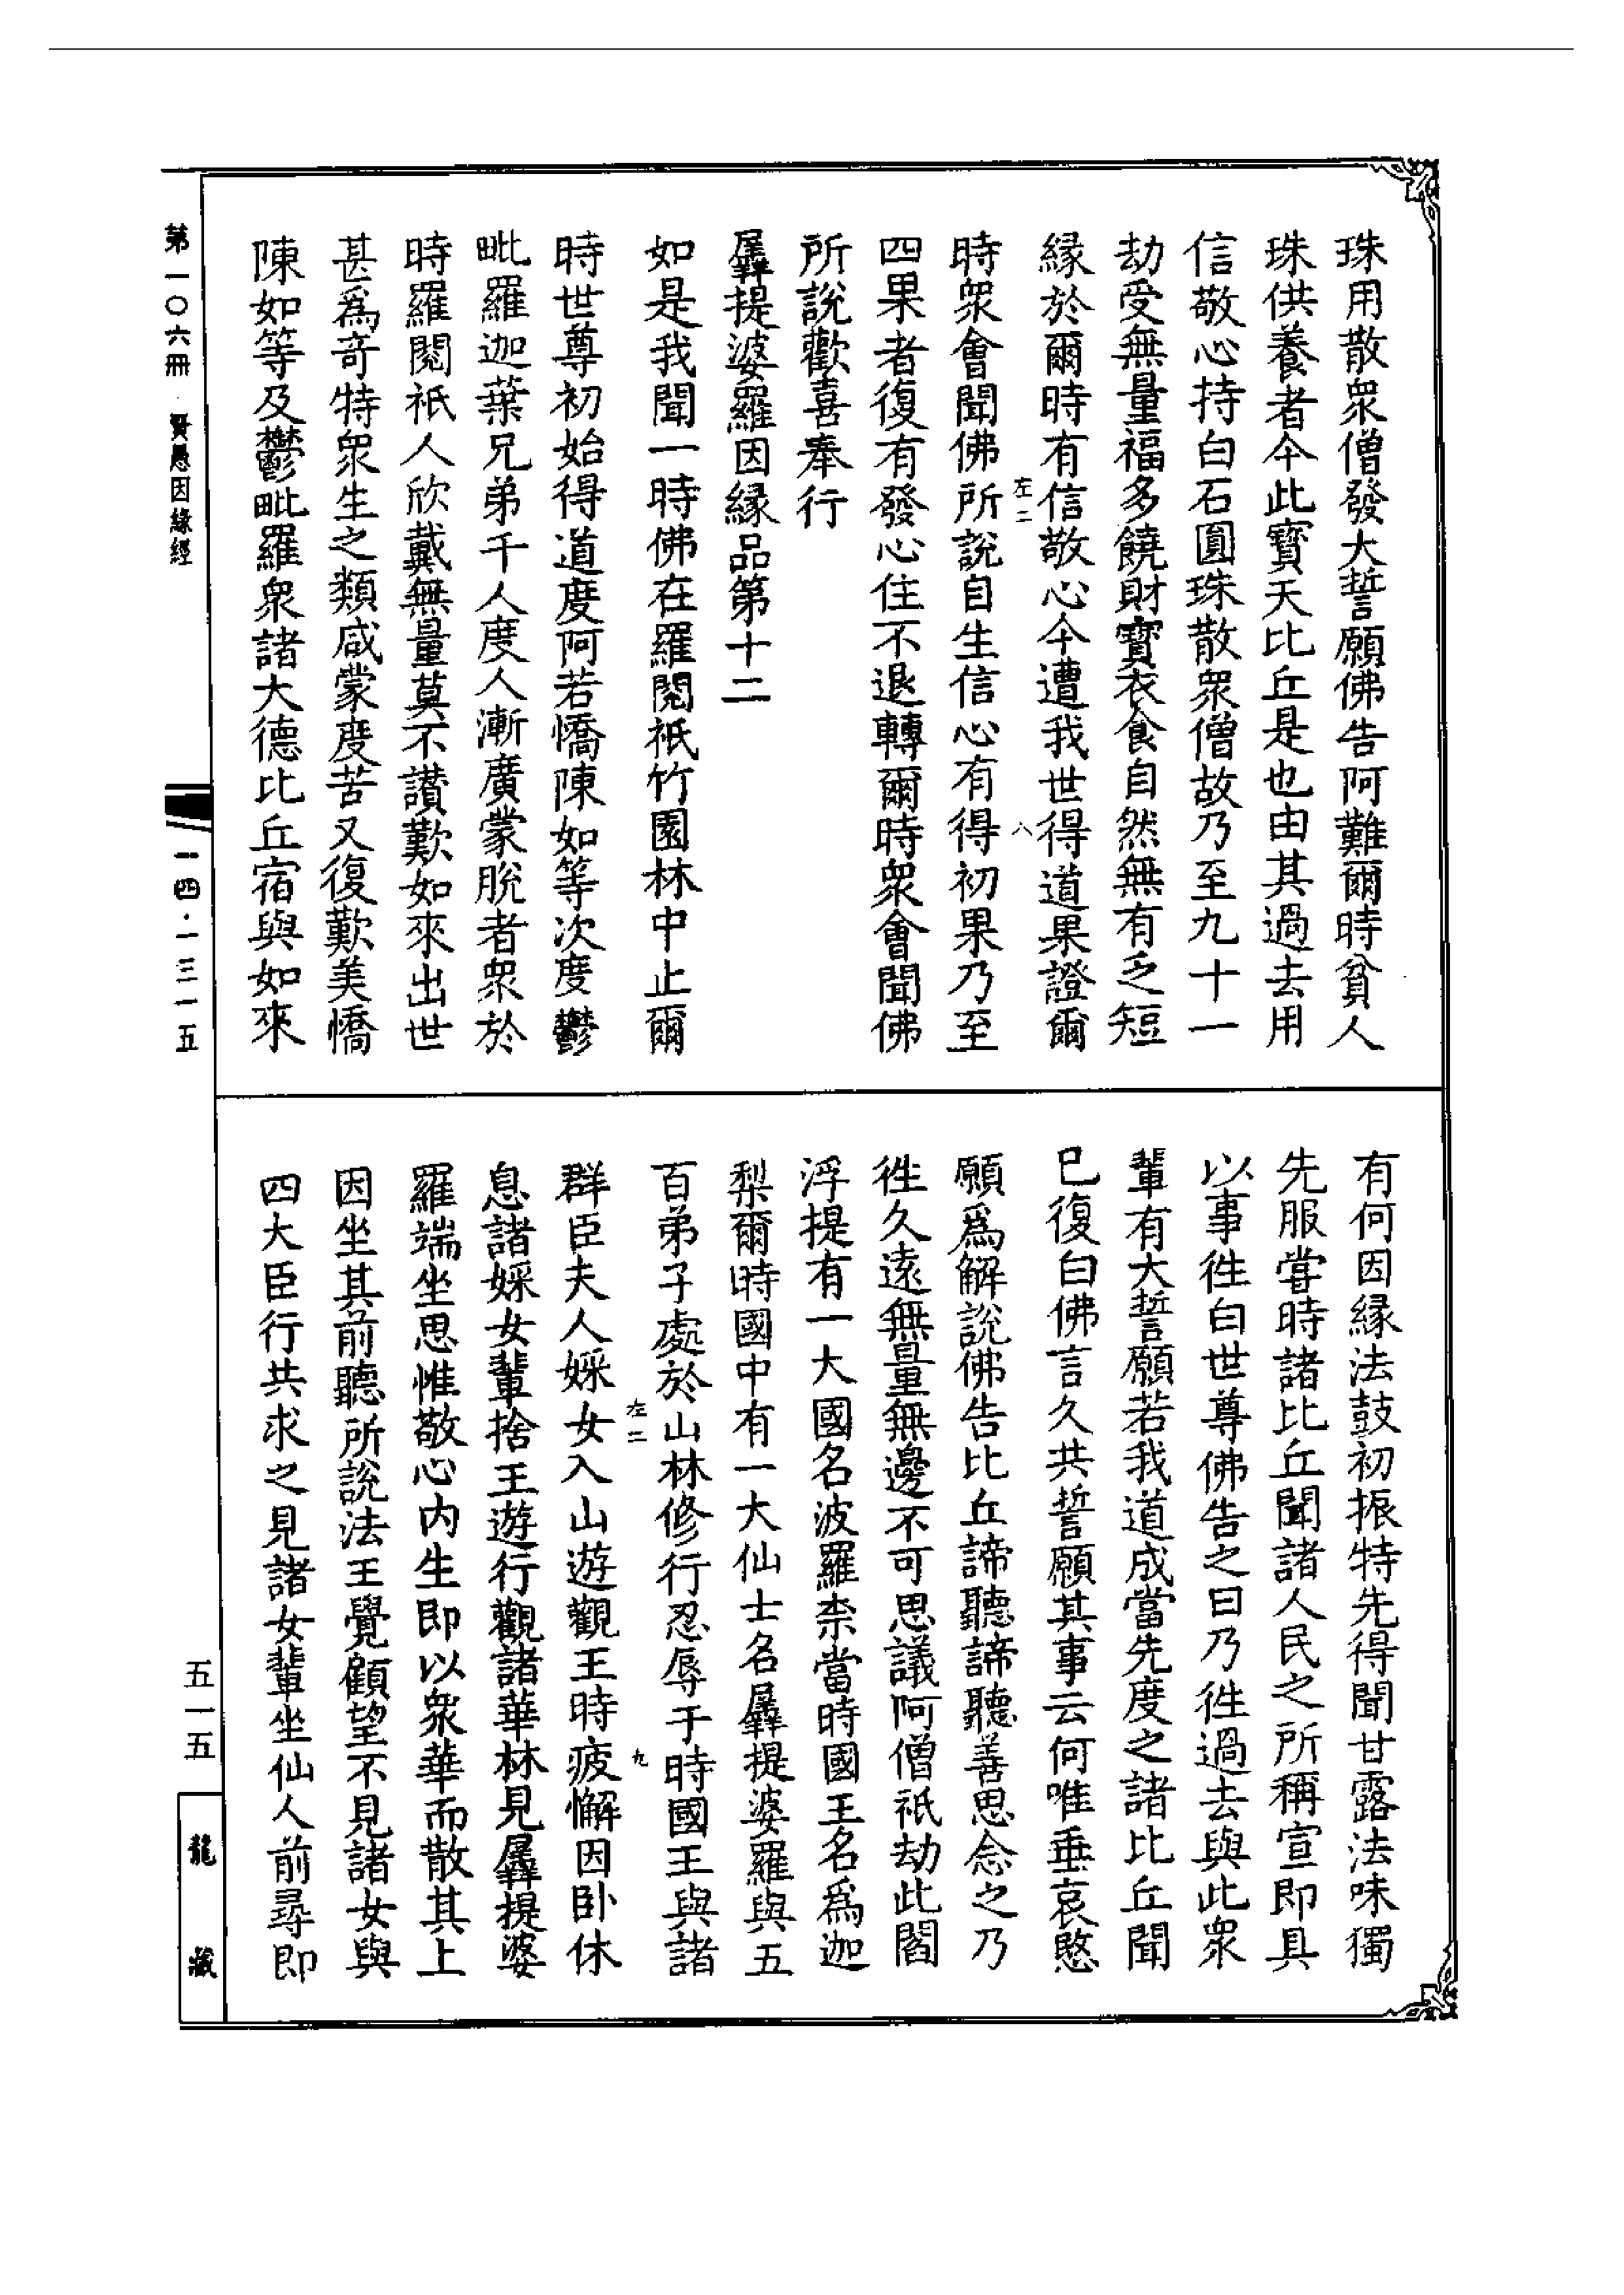 珠用散衆僧發大誓願佛告阿難爾時貧人
珠供養者今此寳天比丘是也由其過去用
信敬心持白石圓珠散衆僧故乃至九十一
劫受無量福多饒財寳衣食自然無有乏短
縁於爾時有信敬心今遭我世得道果證爾
左二
八
時衆會聞佛所說自生信心有得初果乃至
四果者復有發心住不退轉爾時衆會聞佛
所說歡喜奉行
羼提婆羅因縁品第十二
如是我聞一時佛在羅閱祇竹園林中止爾
時世尊初始得道度阿若憍陳如等次度鬱
毗羅迦葉兄弟千人度人漸廣蒙脫者衆於
時羅閱祇人欣戴無量莫不讃歎如來出世
甚爲竒特衆生之類咸蒙度苦又復歎美憍
陳如等及鬱毗羅衆諸大德比丘宿與如來
有何因縁法鼓初振特先得聞甘露法味獨
先服嘗時諸比丘聞諸人民之所稱宣即具
以事徃白世尊佛告之曰乃徃過去與此衆
輩有大誓願若我道成當先度之諸比丘聞
已復白佛言久共誓願其事云何唯垂哀愍
願爲解說佛告比丘諦聽諦聽善思念之乃
徃久遠無量無邊不可思議阿僧祇劫此閻
浮提有一大國名波羅柰當時國王名爲迦
梨爾時國中有一大仙士名羼提婆羅與五
百弟子處於山林修行忍辱于時國王與諸
左二
九
群臣夫人婇女入山遊觀王時疲懈因卧休
息諸婇女輩捨王遊行觀諸華林見羼提婆
羅端坐思惟敬心内生即以衆華而散其上
因坐其前聽所說法王覺顧望不見諸女與
四大臣行共求之見諸女輩坐仙人前尋即
第一〇六冊 賢愚因緣經
一四·一三一五
五一五
龍藏